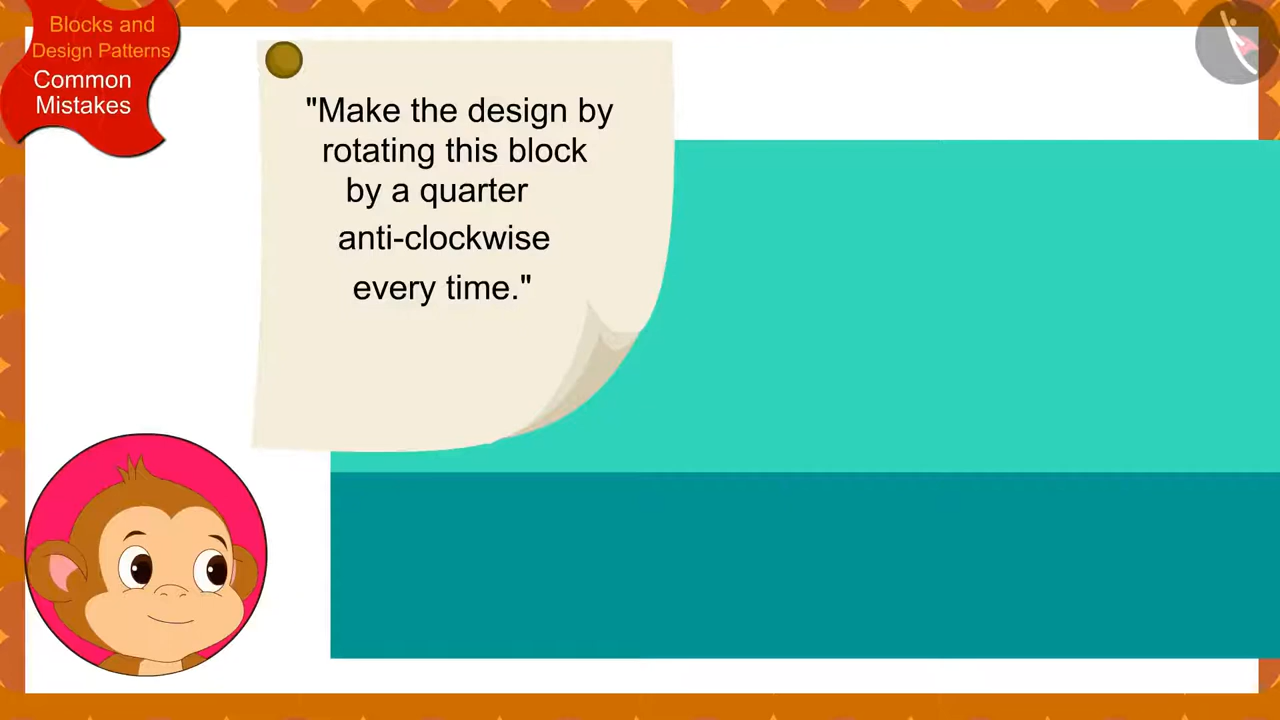 Blocks and
Design Patterns
Common
Mistakes
"Make the design by
rotating this block
by a quarter
anti-clockwise
every time."